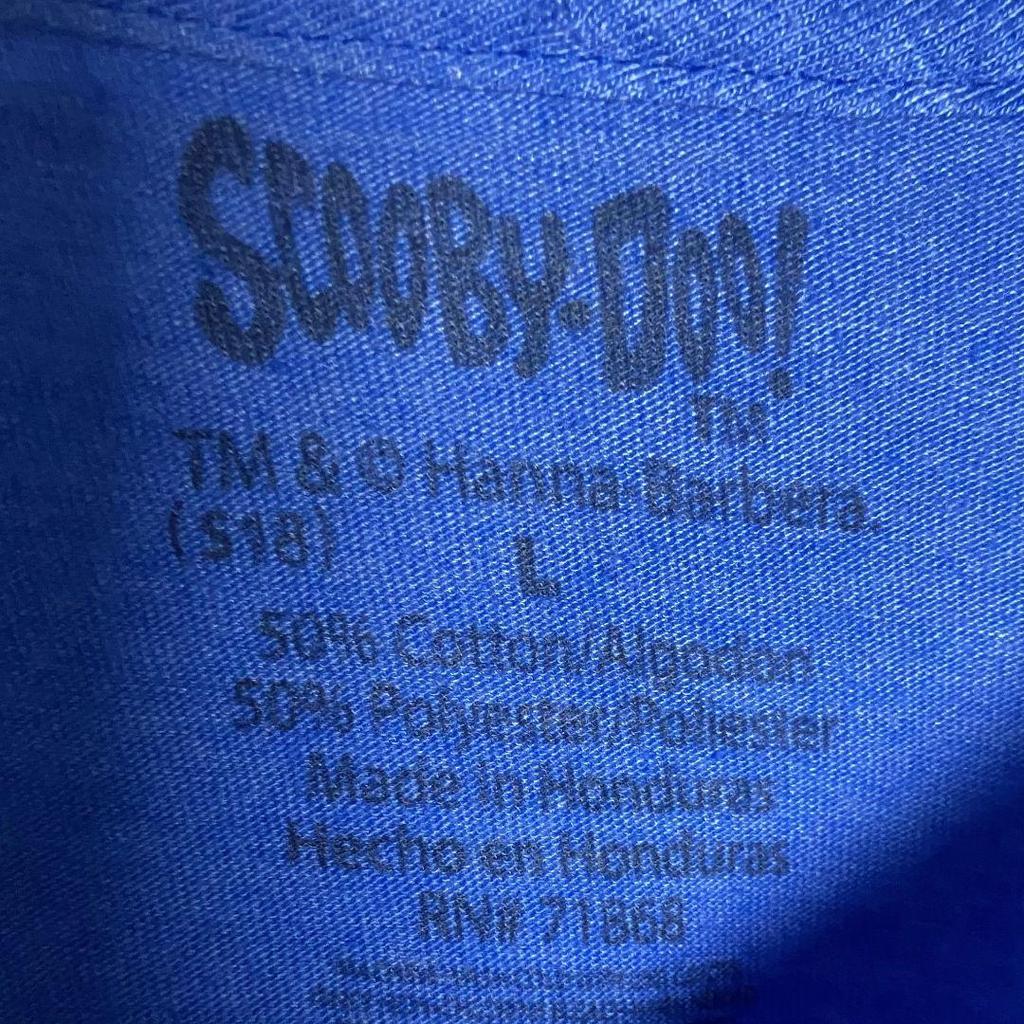 SCOOBY-DOO!
TM
TM & © Hanna-Barbera.
(S18)
L
50% Cotton/Algodon
50% Polyester/Poliester
Made in Honduras
Hecho en Honduras
RN# 71868